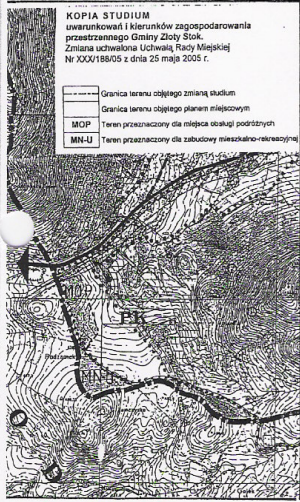 KOPIA STUDIUM
uwarunkowań i kierunków zagospodarowania
przestrzennego Gminy Złoty Stok.
Zmiana uchwalona Uchwałą Rady Miejskiej
Nr XXX/188/05 z dnia 25 maja 2005 r.
Granica terenu objętego zmianą studium
Granica terenu objętego planem miejscowym
MOP Teren przeznaczony dla miejsca obsługi podróżnych
MN-U Teren przeznaczony dla zabudowy mieszkalno-rekreacyjnej
MOP
PK
MN-U
O
D